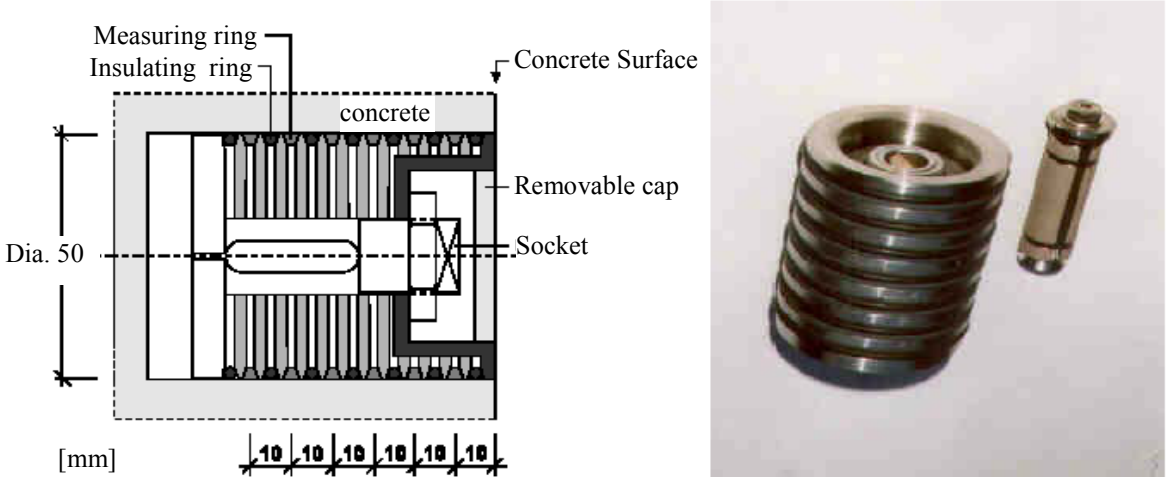 Measuring ring
Insulating ring
Concrete Surface
concrete
Removable cap
Socket
Dia. 50
[mm]
10 10 10 10 10 10